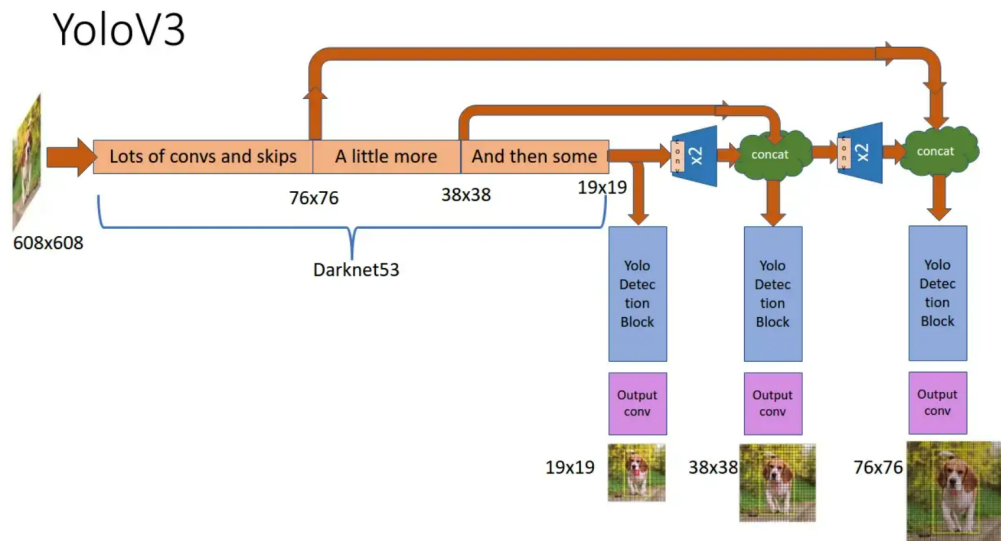 YoloV3
Lots of convs and skips
A little more
And then some
conv
x2
concat
conv
x2
concat
76x76
38x38
19x19
608x608
Darknet53
Yolo
Detec
tion
Block
Yolo
Detec
tion
Block
Yolo
Detec
tion
Block
Output
conv
Output
conv
Output
conv
19x19
38x38
76x76